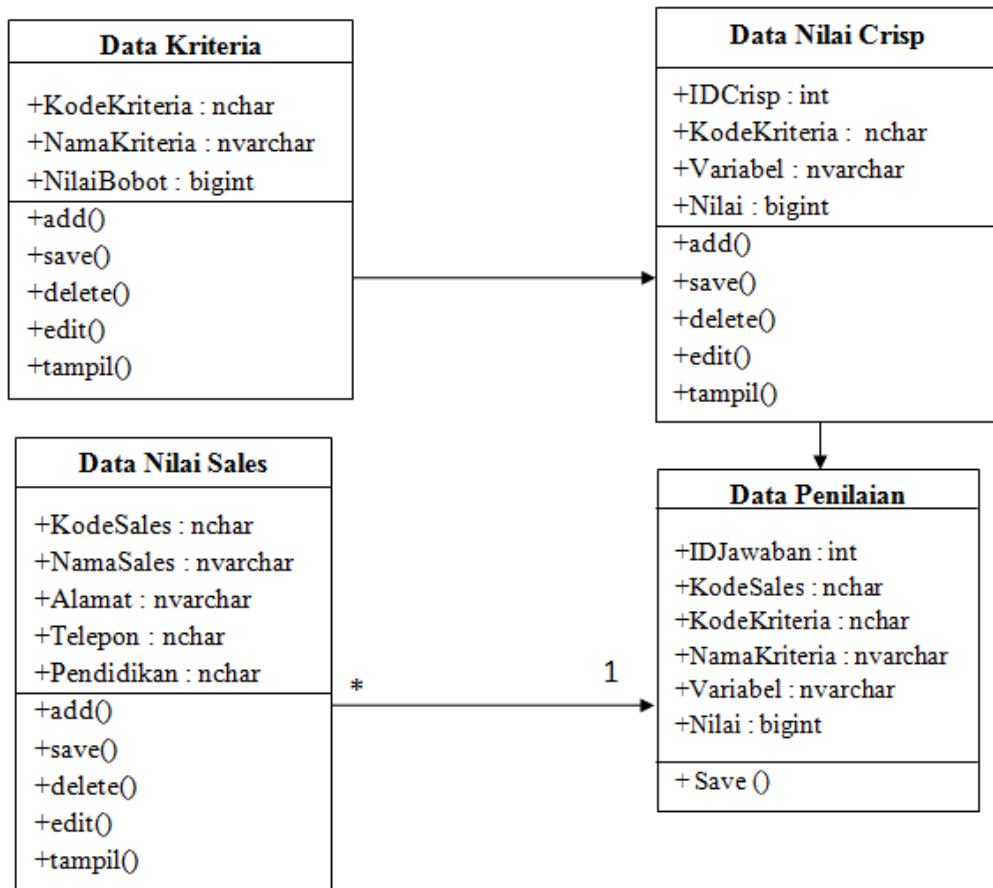 Data Kriteria
+KodeKriteria : nchar
+NamaKriteria : nvarchar
+NilaiBobot : bigint
+add()
+save()
+delete()
+edit()
+tampil()
Data Nilai Crisp
+IDCrisp : int
+KodeKriteria : nchar
+Variabel : nvarchar
+Nilai : bigint
+add()
+save()
+delete()
+edit()
+tampil()
Data Nilai Sales
+KodeSales : nchar
+NamaSales : nvarchar
+Alamat : nvarchar
+Telepon : nchar
+Pendidikan : nchar
+add()
+save()
+delete()
+edit()
+tampil()
* 1
Data Penilaian
+IDJawaban : int
+KodeSales : nchar
+KodeKriteria : nchar
+NamaKriteria : nvarchar
+Variabel : nvarchar
+Nilai : bigint
+ Save ()